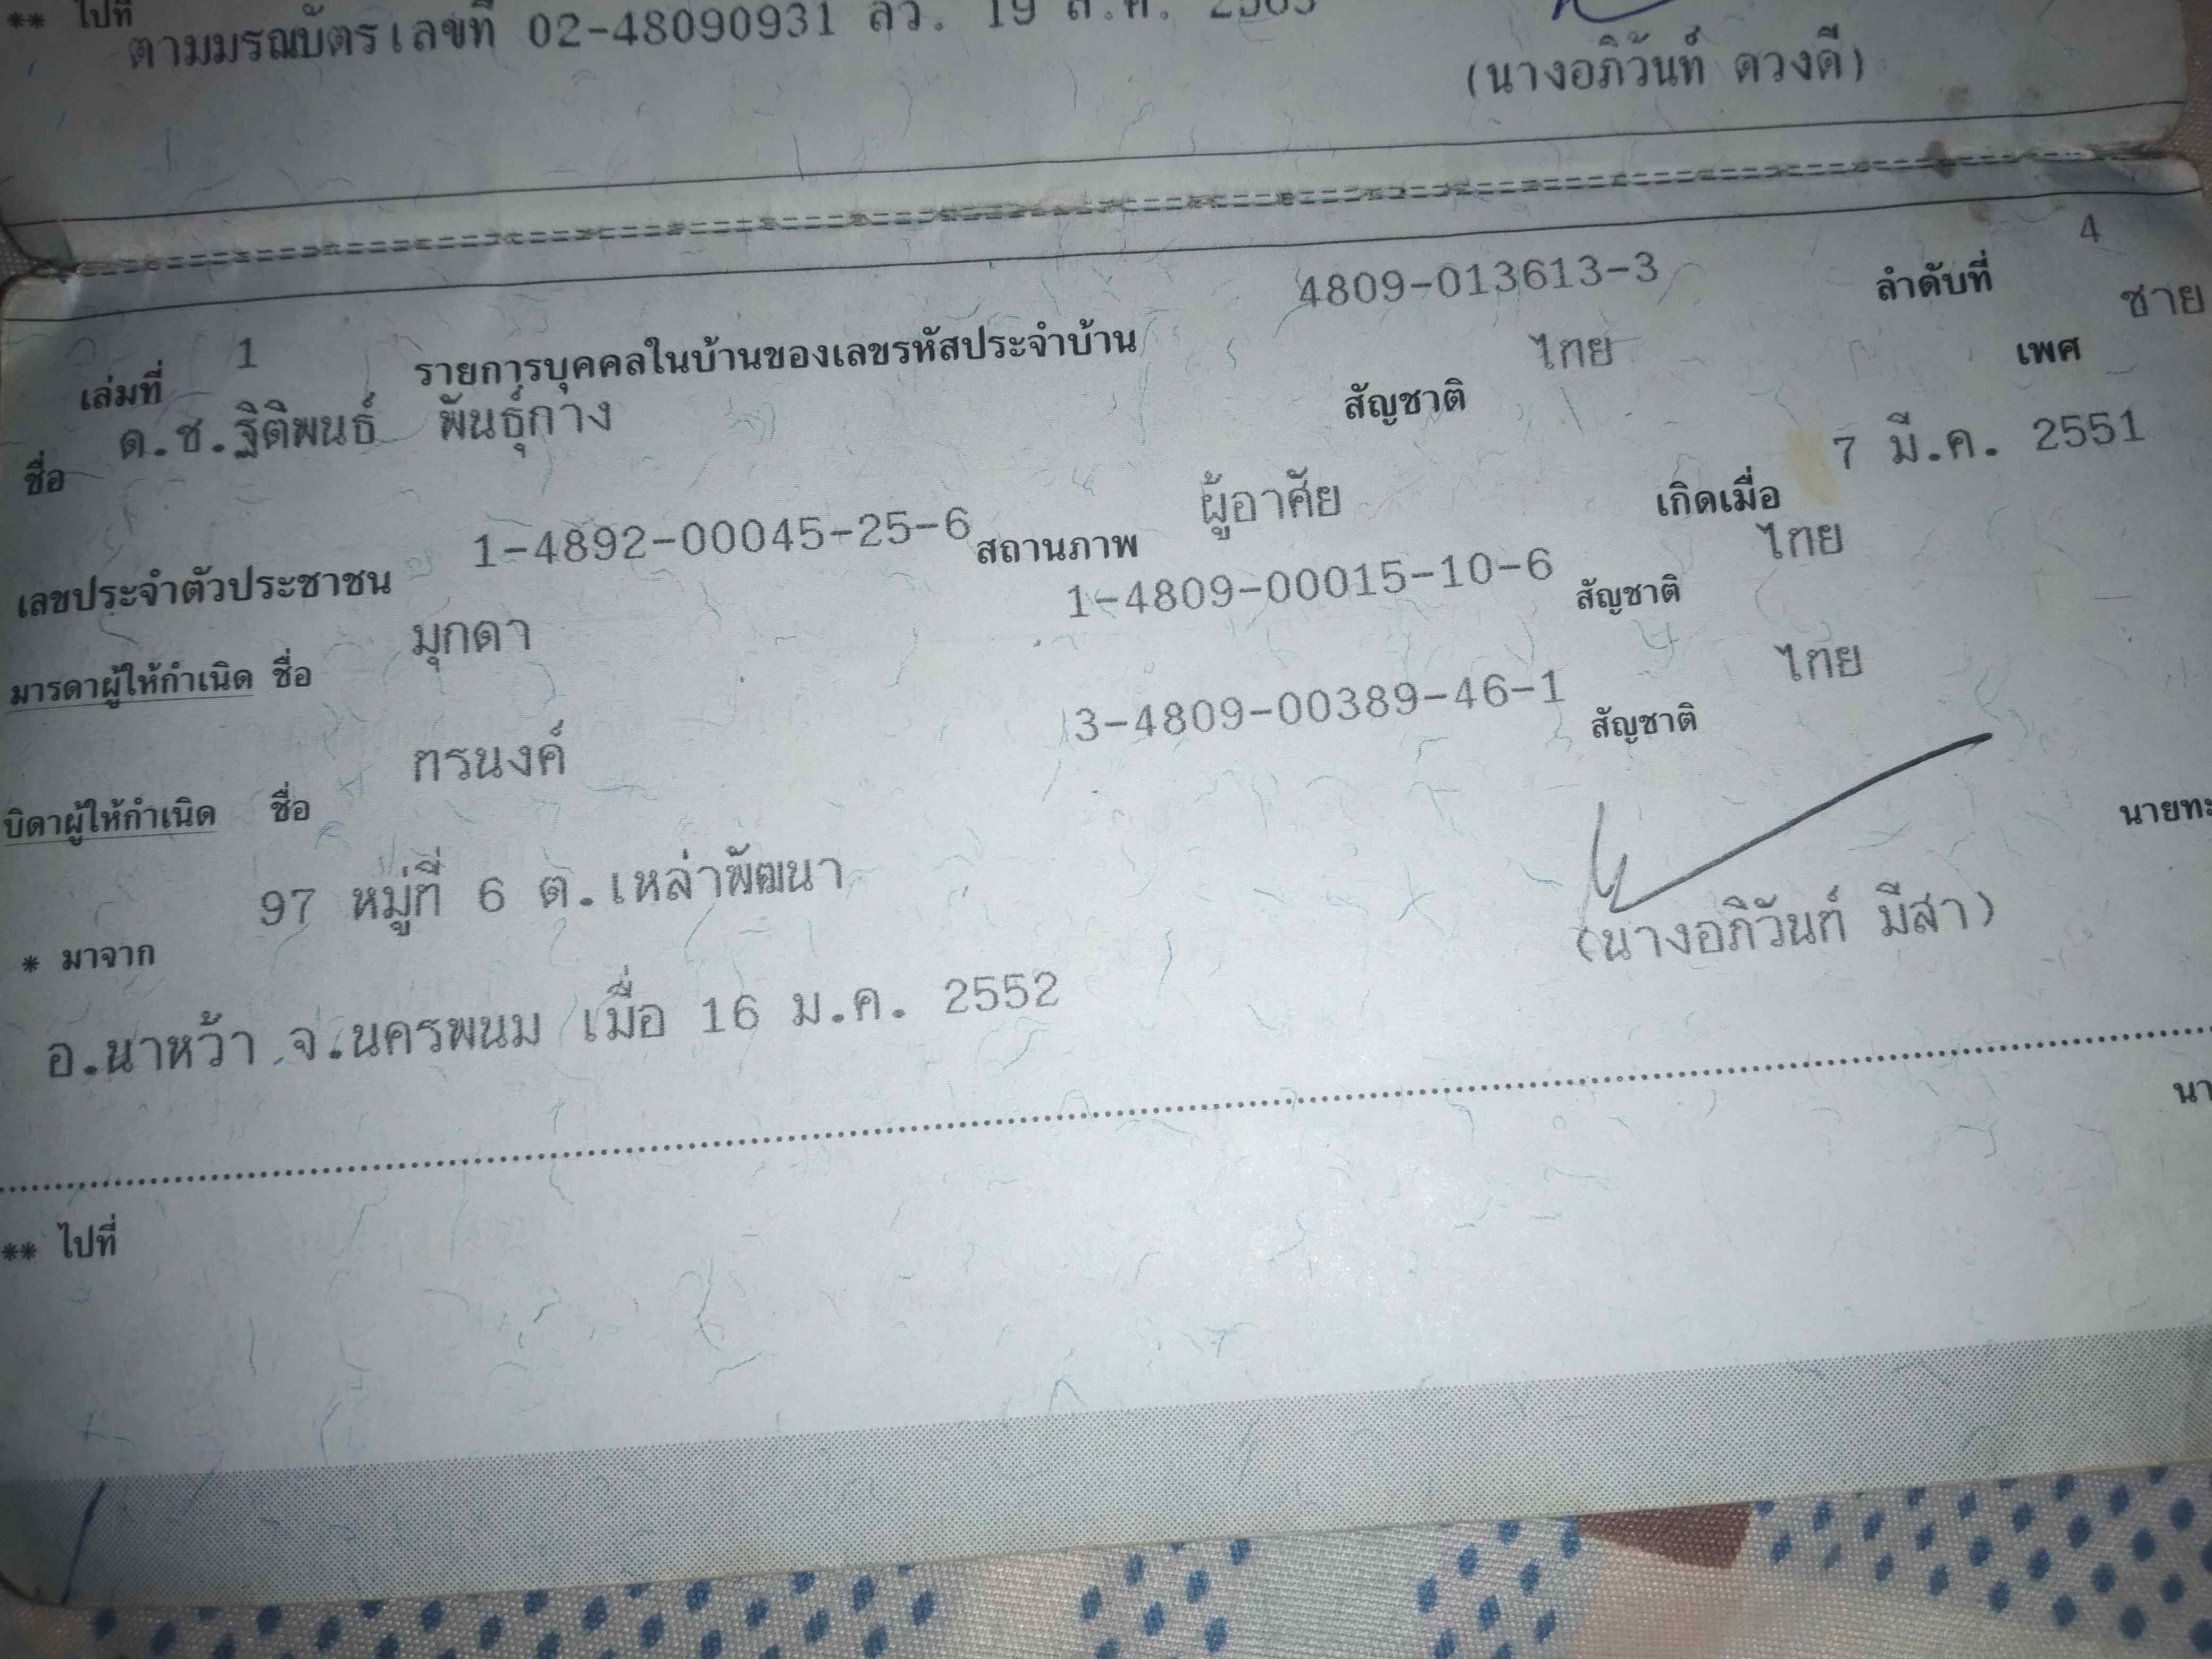 ** ไปที่
ตามมรณบัตรเลขที่ 02-48090931 ลว. 19
(นางอภิวันท์ ดวงดี)
เล่มที่ 1 รายการบุคคลในบ้านของเลขรหัสประจำบ้าน 4809-013613-3 ลำดับที่ 4
ชื่อ ด.ช.ฐิติพนธ์ พันธุ์กาง สัญชาติ ไทย เพศ ชาย
เลขประจำตัวประชาชน 1-4892-00045-25-6 สถานภาพ ผู้อาศัย เกิดเมื่อ 7 มี.ค. 2551
มารดาผู้ให้กำเนิด ชื่อ มุกดา 1-4809-00015-10-6 สัญชาติ ไทย
บิดาผู้ให้กำเนิด ชื่อ ทรนงค์ 3-4809-00389-46-1 สัญชาติ ไทย
* มาจาก 97 หมู่ที่ 6 ต.เหล่าพัฒนา นายทะ
(นางอภิวันท์ มีสา)
อ.นาหว้า จ.นครพนม เมื่อ 16 ม.ค. 2552
นา
** ไปที่